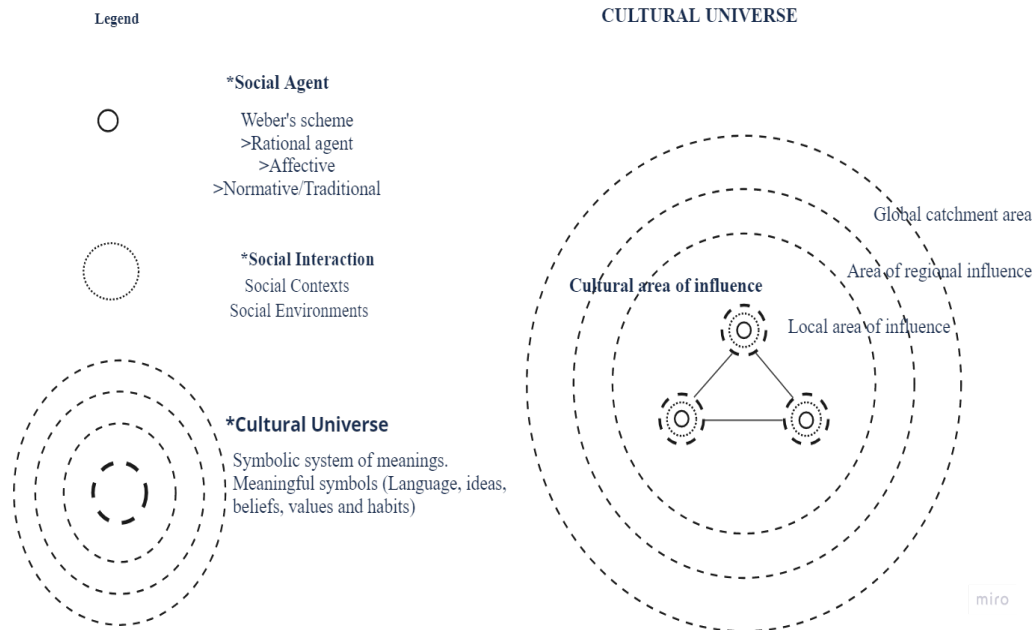 Legend
*Social Agent
Weber's scheme
>Rational agent
>Affective
>Normative/Traditional
*Social Interaction
Social Contexts
Social Environments
*Cultural Universe
Symbolic system of meanings.
Meaningful symbols (Language, ideas,
beliefs, values and habits)
CULTURAL UNIVERSE
Global catchment area
Area of regional influence
Cultural area of influence
Local area of influence
miro